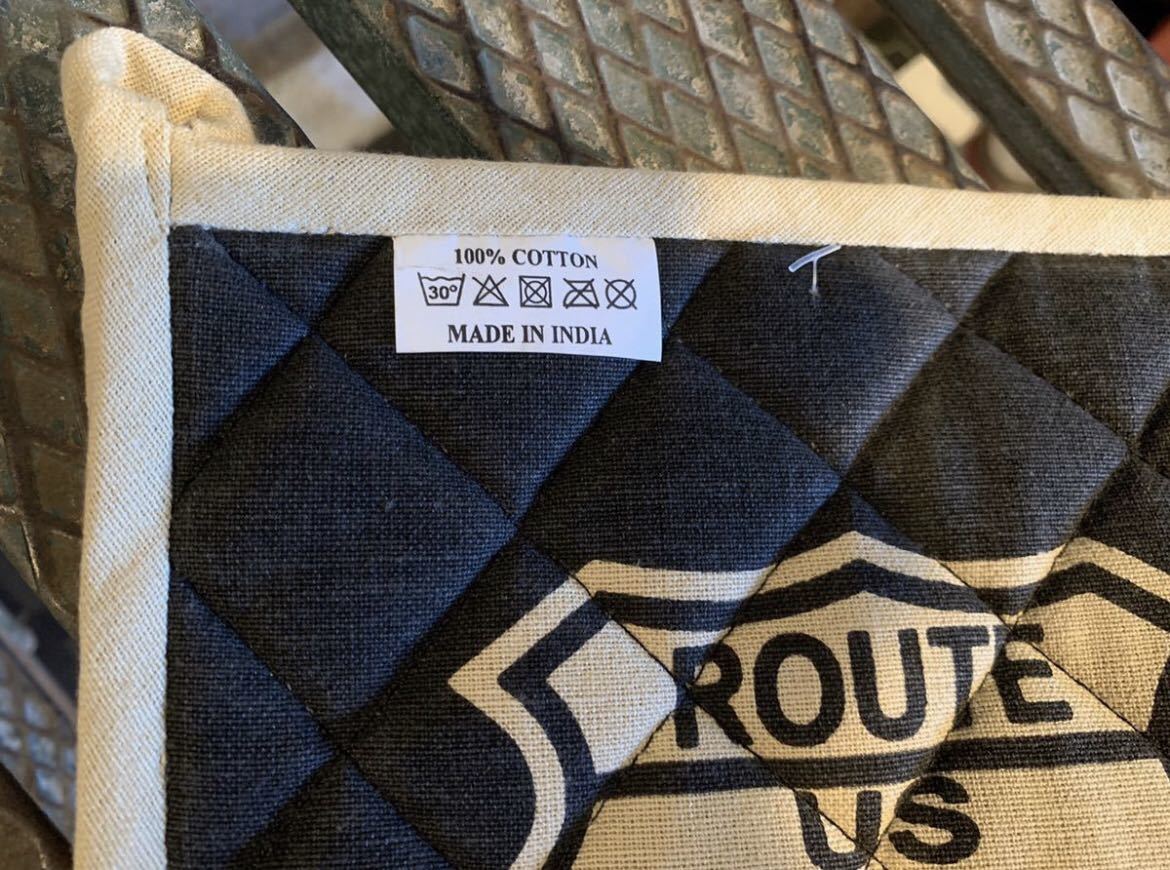 100% COTTON
30°
MADE IN INDIA
ROUTE
US